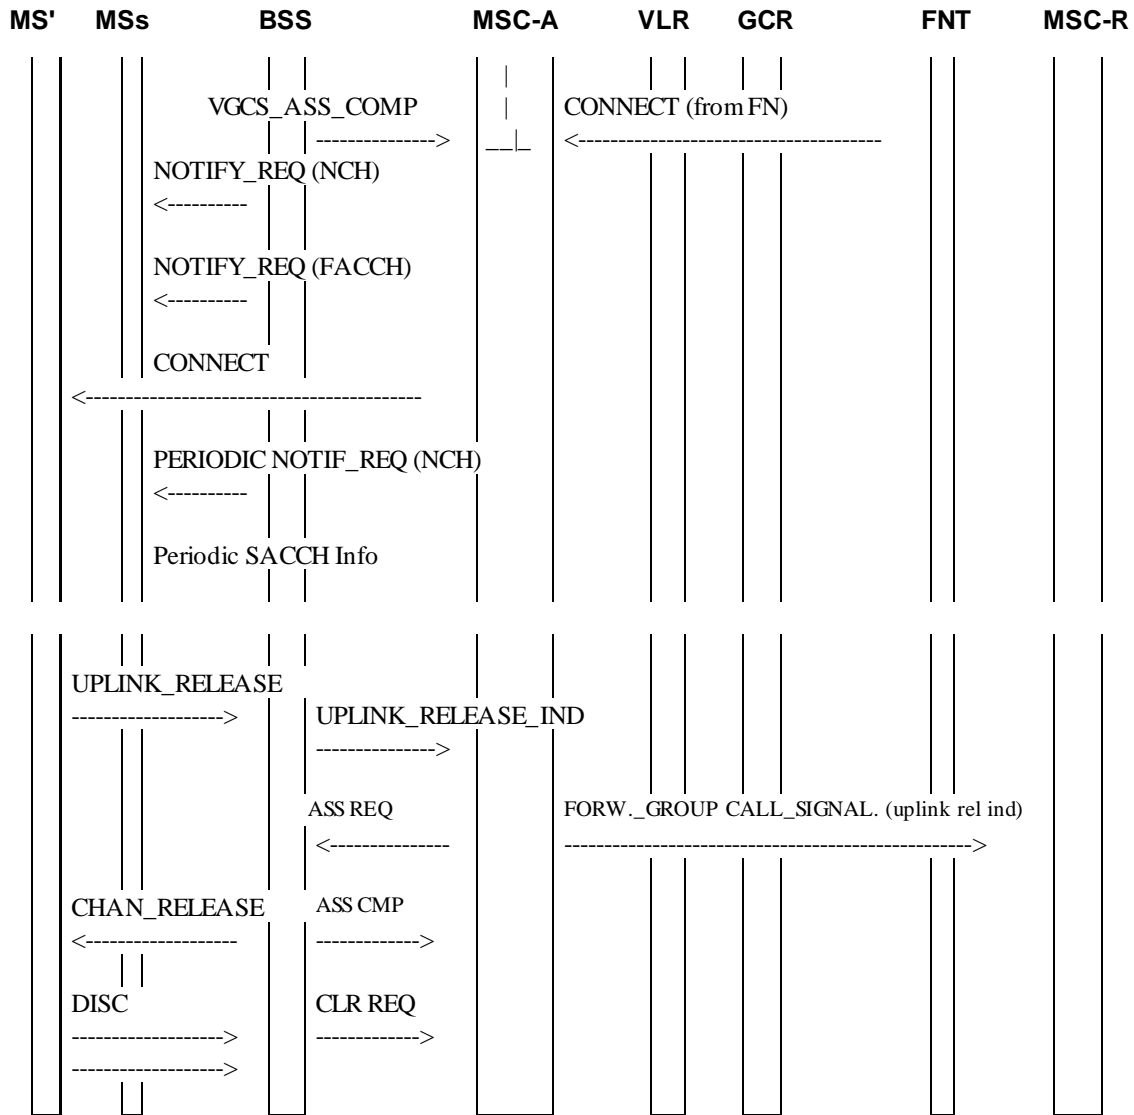 MS' MSs BSS MSC-A VLR GCR FNT MSC-R
VGCS_ASS_COMP CONNECT (from FN)
---------------> <--------------------------------------
NOTIFY_REQ (NCH)
<----------
NOTIFY_REQ (FACCH)
<----------
CONNECT
<------------------------------------------
PERIODIC NOTIF_REQ (NCH)
<----------
Periodic SACCH Info
UPLINK_RELEASE
------------------->
UPLINK_RELEASE_IND
--------------->
ASS REQ FORW._GROUP CALL_SIGNAL. (uplink rel ind)
<--------------- -------------------------------------------------->
CHAN_RELEASE ASS CMP
<------------------- ------------->
DISC CLR REQ
-------------------> ------------->
------------------->